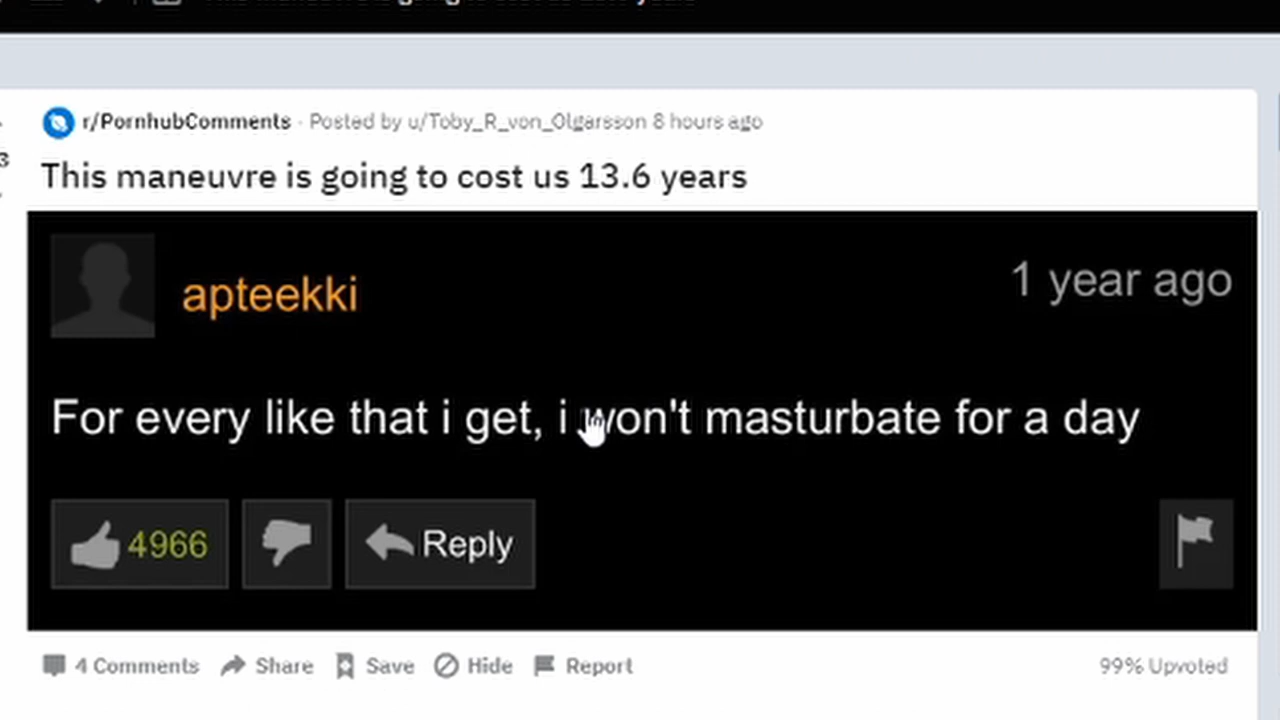 r/PornhubComments · Posted by u/Toby_R_von_Olgarsson 8 hours ago
This maneuvre is going to cost us 13.6 years
apteekki
1 year ago
For every like that i get, i won't masturbate for a day
4966
Reply
4 Comments Share Save Hide Report
99% Upvoted